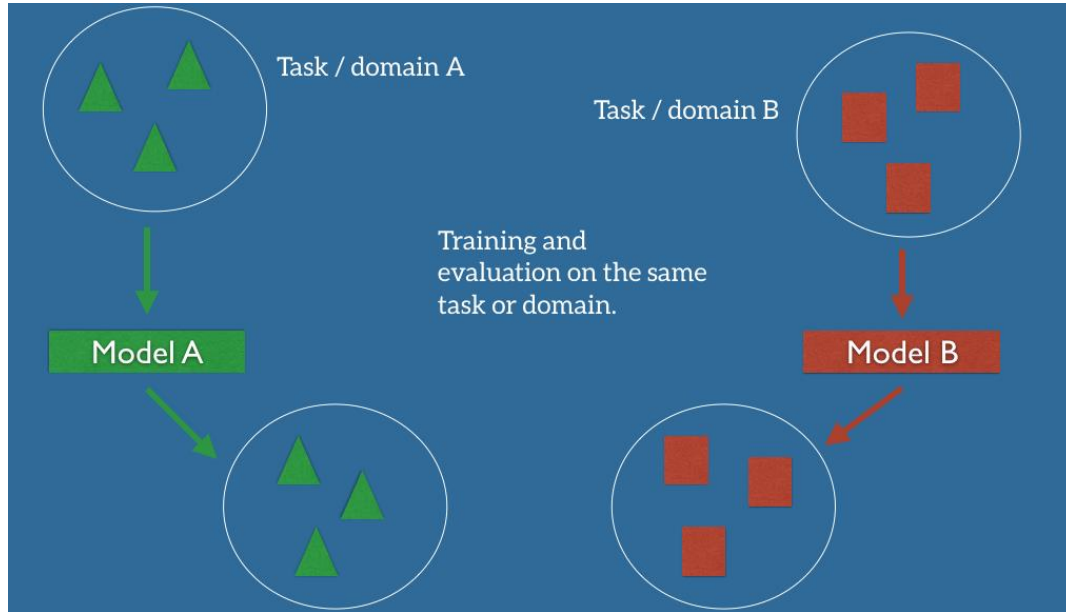 Task / domain A
Task / domain B
Training and
evaluation on the same
task or domain.
Model A
Model B